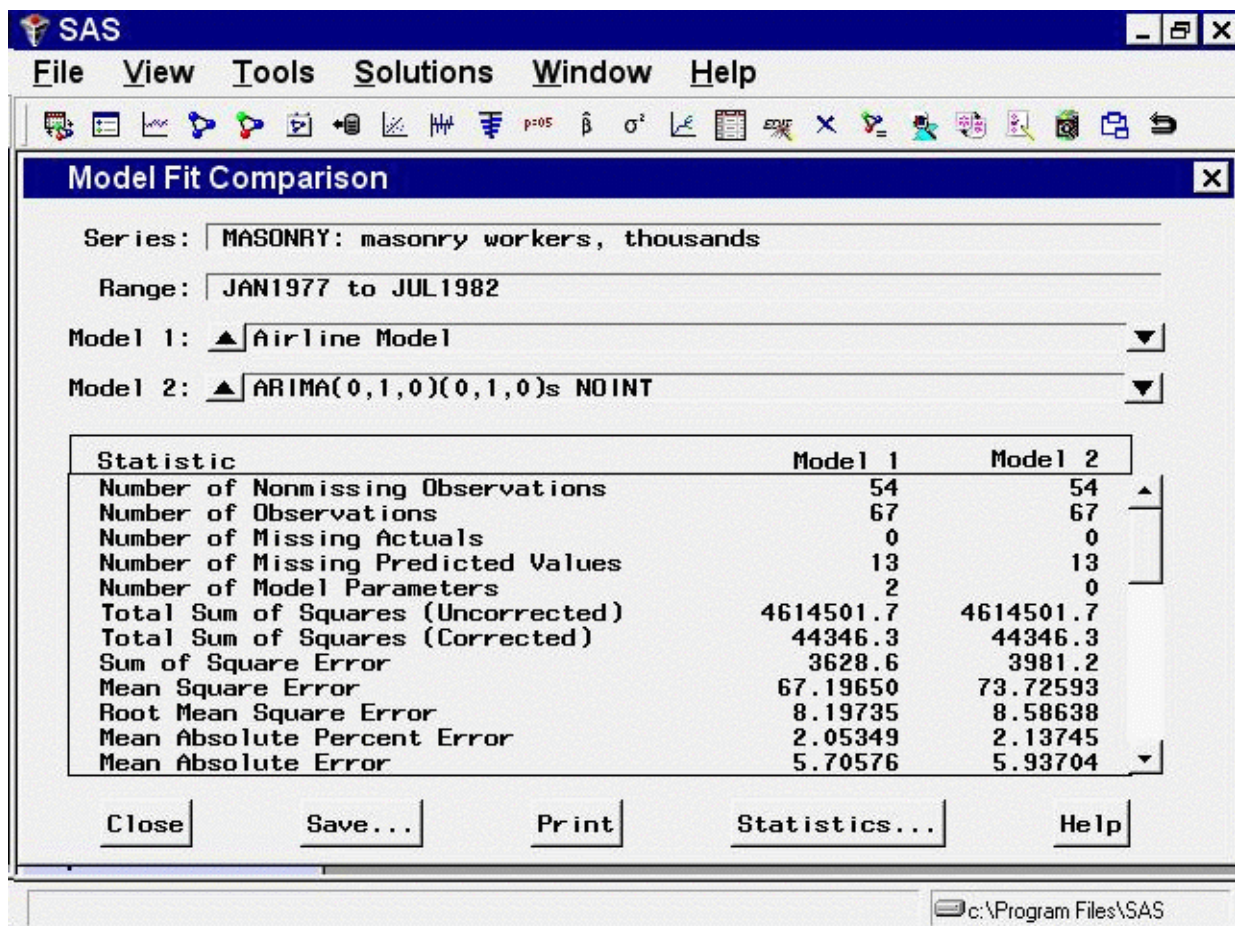 SAS
File View Tools Solutions Window Help
p=05 β̂ σ² EDIT
Model Fit Comparison
Series: MASONRY: masonry workers, thousands
Range: JAN1977 to JUL1982
Model 1: Airline Model
Model 2: ARIMA(0,1,0)(0,1,0)s NOINT
Statistic Model 1 Model 2
Number of Nonmissing Observations 54 54
Number of Observations 67 67
Number of Missing Actuals 0 0
Number of Missing Predicted Values 13 13
Number of Model Parameters 2 0
Total Sum of Squares (Uncorrected) 4614501.7 4614501.7
Total Sum of Squares (Corrected) 44346.3 44346.3
Sum of Square Error 3628.6 3981.2
Mean Square Error 67.19650 73.72593
Root Mean Square Error 8.19735 8.58638
Mean Absolute Percent Error 2.05349 2.13745
Mean Absolute Error 5.70576 5.93704
Close Save... Print Statistics... Help
c:\Program Files\SAS